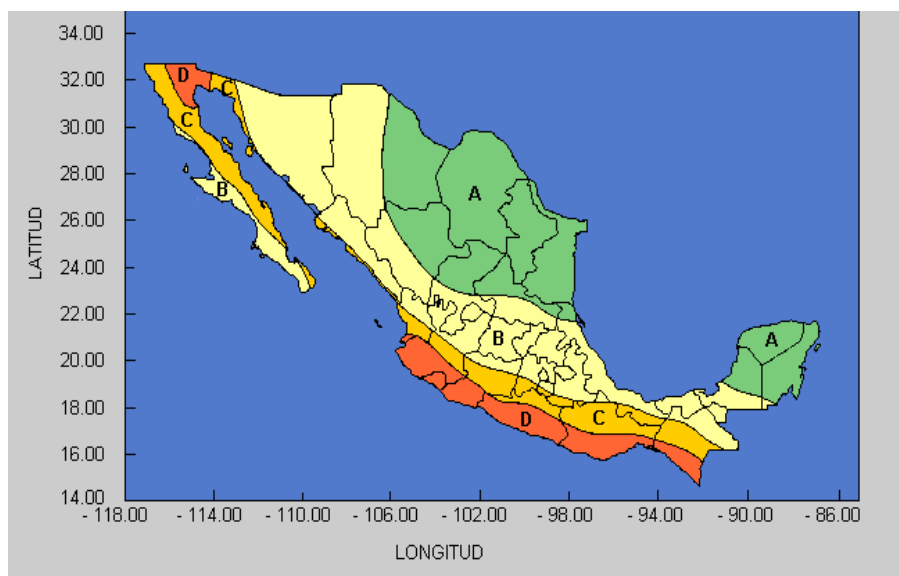 34.00
32.00
30.00
28.00
26.00
24.00
22.00
20.00
18.00
16.00
14.00
LATITUD
D
C
C
B
A
B
A
C
D
- 118.00
- 114.00
- 110.00
- 106.00
- 102.00
- 98.00
- 94.00
- 90.00
- 86.00
LONGITUD